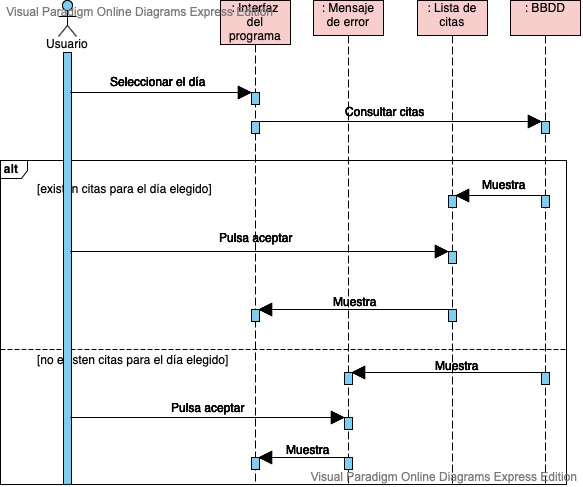 Visual Paradigm Online Diagrams Express Edition
: Interfaz
del
programa
: Mensaje
de error
: Lista de
citas
: BBDD
Usuario
Seleccionar el día
Consultar citas
alt
[existen citas para el día elegido]
Muestra
Pulsa aceptar
Muestra
[no existen citas para el día elegido]
Muestra
Pulsa aceptar
Muestra
Visual Paradigm Online Diagrams Express Edition